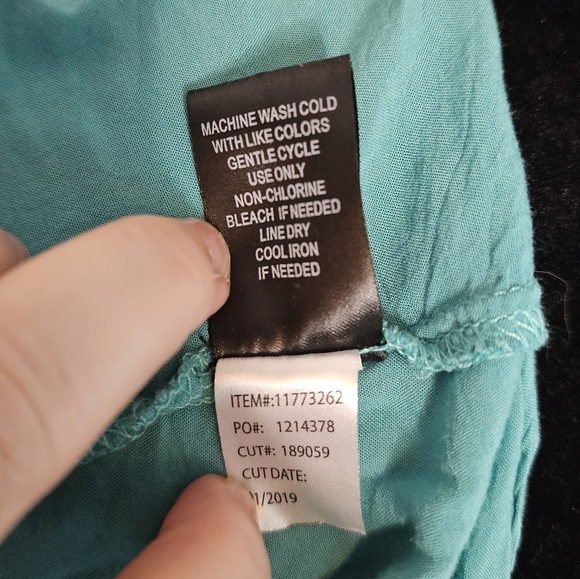 MACHINE WASH COLD
WITH LIKE COLORS
GENTLE CYCLE
USE ONLY
NON-CHLORINE
BLEACH IF NEEDED
LINE DRY
COOL IRON
IF NEEDED
ITEM#:11773262
PO#: 1214378
CUT#: 189059
CUT DATE:
1/2019